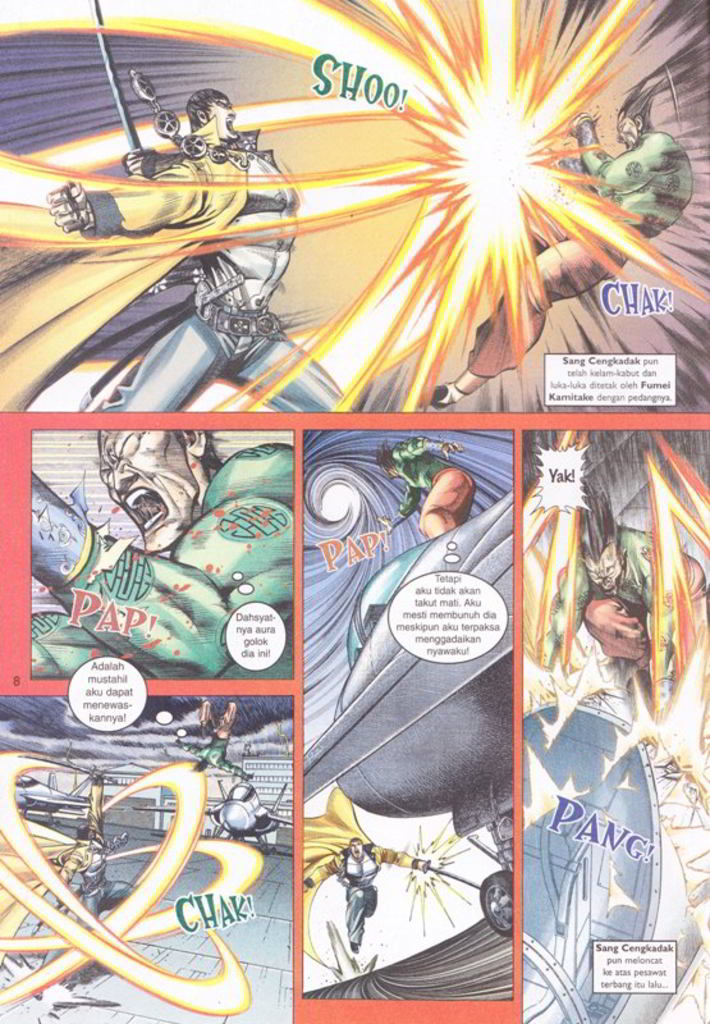 SHOO!
CHAK!
Sang Cengkadak pun
telah kelam-kabut dan
luka-luka ditetak oleh Fumei
Kamitake dengan pedangnya.
PAP!
Dahsyat-
nya aura
golok
dia ini!
Adalah
mustahil
aku dapat
menewas-
kannya!
CHAK!
PAP!
Tetapi
aku tidak akan
takut mati. Aku
mesti membunuh dia
meskipun aku terpaksa
menggadaikan
nyawaku!
Yak!
PANG!
Sang Cengkadak
pun meloncat
ke atas pesawat
terbang itu lalu...
8